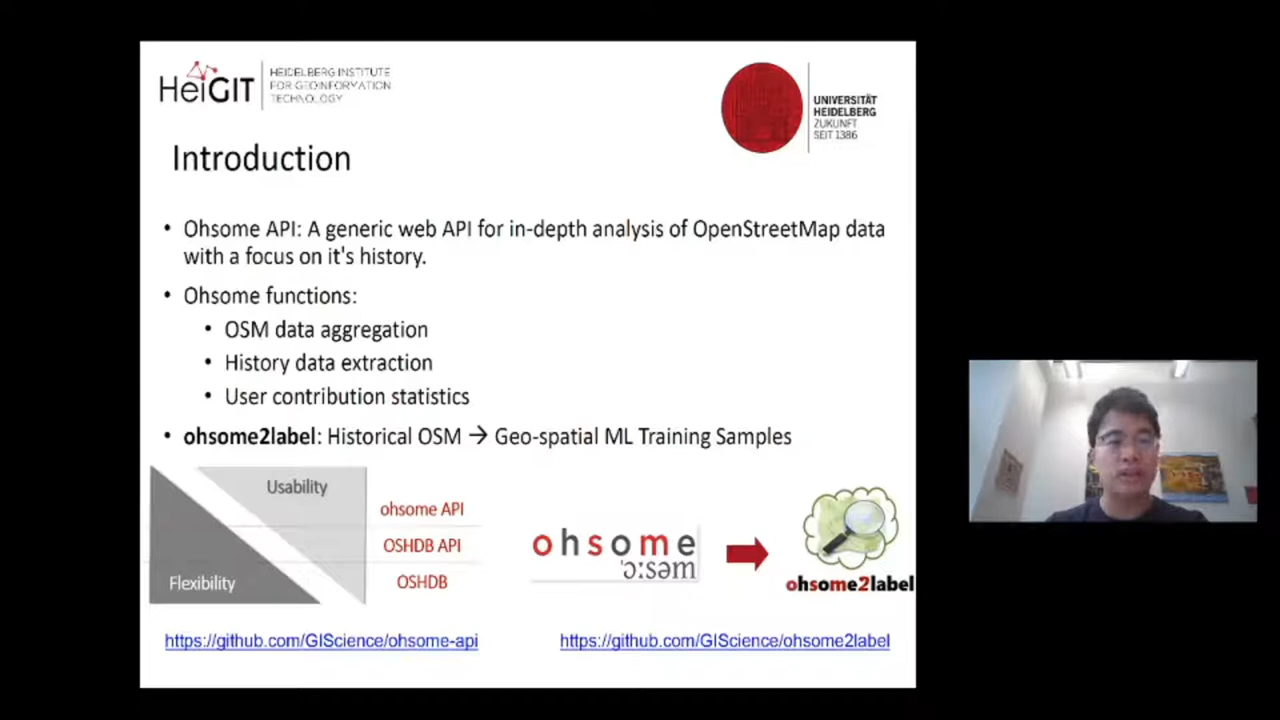 HeiGIT
HEIDELBERG INSTITUTE
FOR GEOINFORMATION
TECHNOLOGY
UNIVERSITÄT
HEIDELBERG
ZUKUNFT
SEIT 1386
Introduction
• Ohsome API: A generic web API for in-depth analysis of OpenStreetMap data
with a focus on it's history.
• Ohsome functions:
• OSM data aggregation
• History data extraction
• User contribution statistics
• ohsome2label: Historical OSM → Geo-spatial ML Training Samples
Usability
Flexibility
ohsome API
OSHDB API
OSHDB
ohsome
ˈɔːsəm
ohsome2label
https://github.com/GIScience/ohsome-api
https://github.com/GIScience/ohsome2label